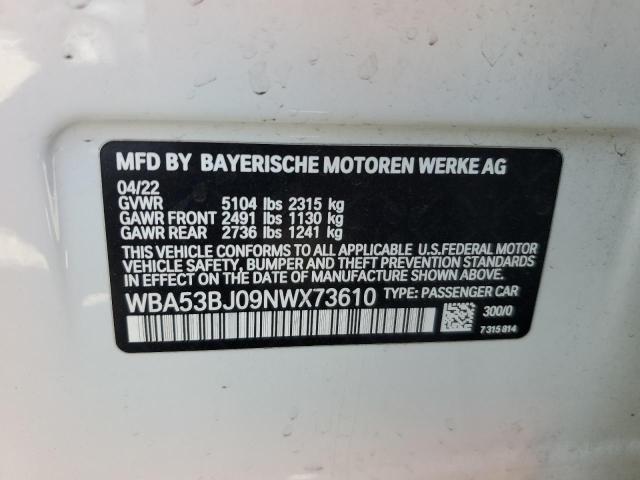 MFD BY BAYERISCHE MOTOREN WERKE AG
04/22
GVWR 5104 lbs 2315 kg
GAWR FRONT 2491 lbs 1130 kg
GAWR REAR 2736 lbs 1241 kg
THIS VEHICLE CONFORMS TO ALL APPLICABLE U.S.FEDERAL MOTOR
VEHICLE SAFETY, BUMPER AND THEFT PREVENTION STANDARDS
IN EFFECT ON THE DATE OF MANUFACTURE SHOWN ABOVE.
WBA53BJ09NWX73610 TYPE: PASSENGER CAR
300/0
7 315 814